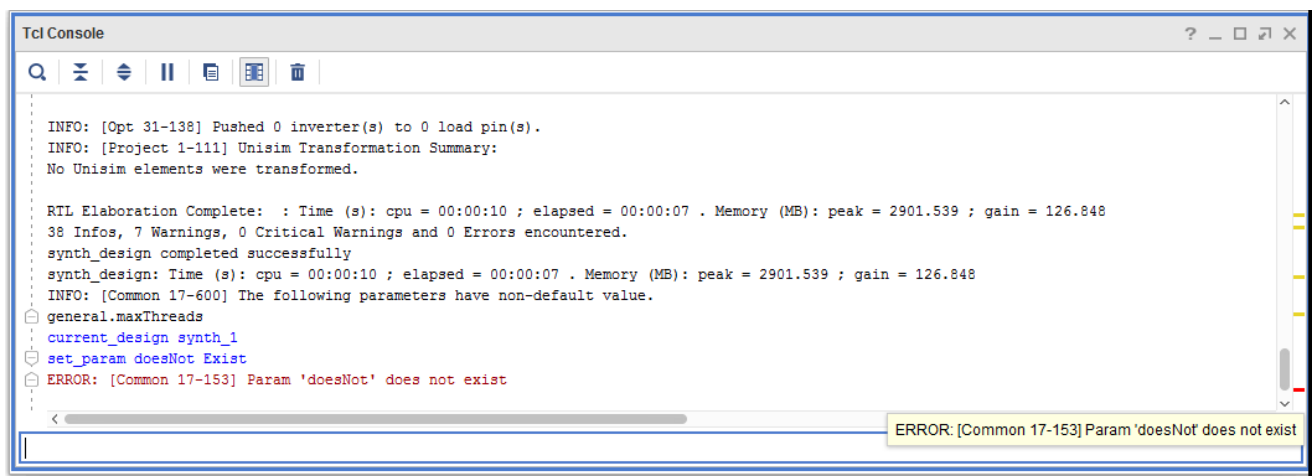 Tcl Console
INFO: [Opt 31-138] Pushed 0 inverter(s) to 0 load pin(s).
INFO: [Project 1-111] Unisim Transformation Summary:
No Unisim elements were transformed.
RTL Elaboration Complete:  : Time (s): cpu = 00:00:10 ; elapsed = 00:00:07 . Memory (MB): peak = 2901.539 ; gain = 126.848
38 Infos, 7 Warnings, 0 Critical Warnings and 0 Errors encountered.
synth_design completed successfully
synth_design: Time (s): cpu = 00:00:10 ; elapsed = 00:00:07 . Memory (MB): peak = 2901.539 ; gain = 126.848
INFO: [Common 17-600] The following parameters have non-default value.
general.maxThreads
current_design synth_1
set_param doesNot Exist
ERROR: [Common 17-153] Param 'doesNot' does not exist
ERROR: [Common 17-153] Param 'doesNot' does not exist